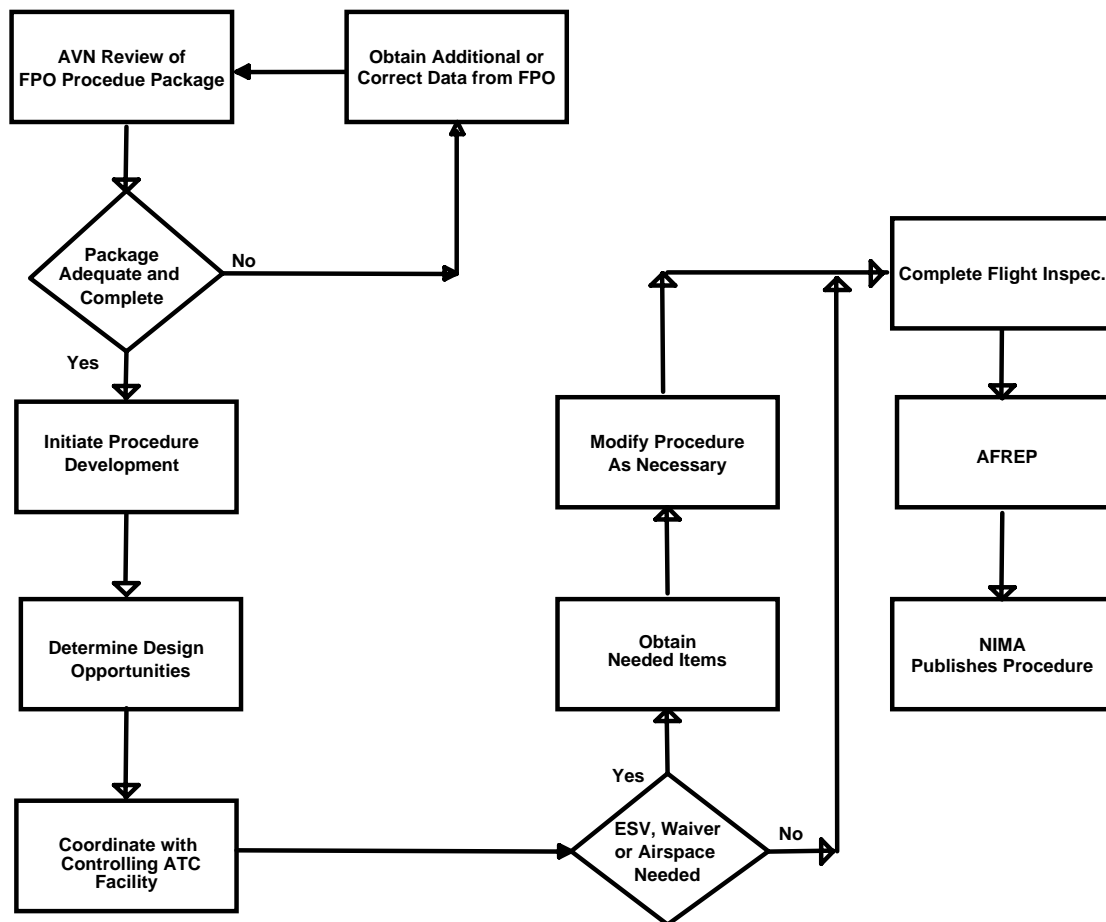 AVN Review of
FPO Procedue Package
Obtain Additional or
Correct Data from FPO
Package
Adequate and
Complete
No
Yes
Initiate Procedure
Development
Determine Design
Opportunities
Coordinate with
Controlling ATC
Facility
ESV, Waiver
or Airspace
Needed
Yes
No
Obtain
Needed Items
Modify Procedure
As Necessary
Complete Flight Inspec.
AFREP
NIMA
Publishes Procedure